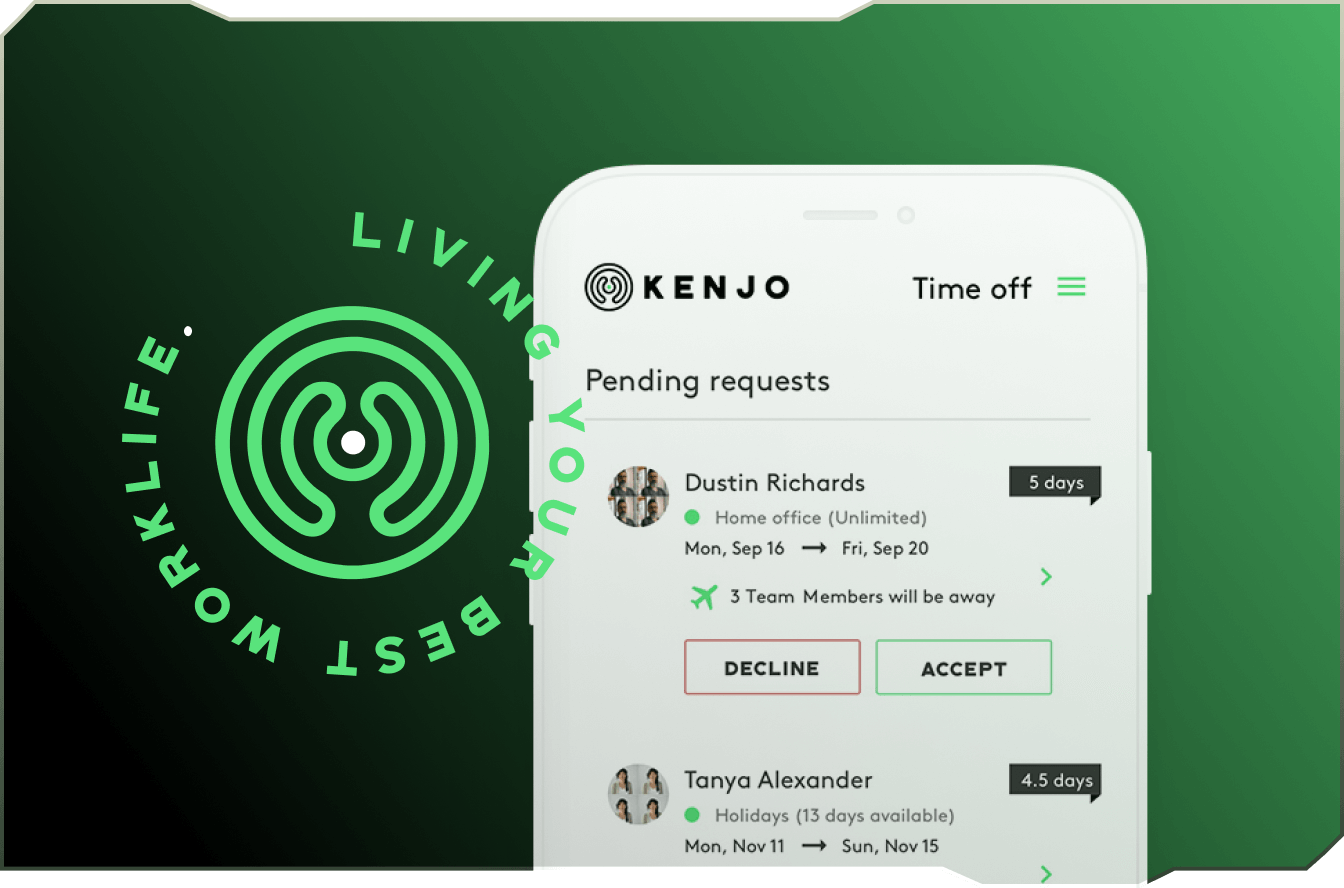 LIVING YOUR BEST WORKLIFE.
KENJO
Time off
Pending requests
Dustin Richards
5 days
Home office (Unlimited)
Mon, Sep 16 → Fri, Sep 20
3 Team Members will be away
DECLINE
ACCEPT
Tanya Alexander
4.5 days
Holidays (13 days available)
Mon, Nov 11 → Sun, Nov 15